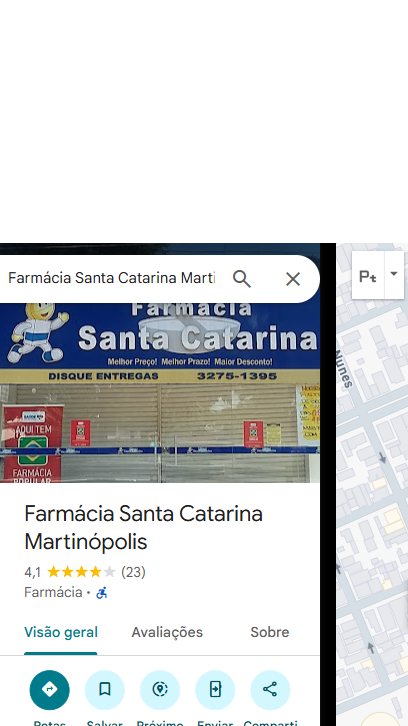 Farmácia Santa Catarina Marti
Farmácia
Santa Catarina
Melhor Preço! Melhor Prazo! Maior Desconto!
DISQUE ENTREGAS 3275-1395
AQUI TEM
FARMÁCIA
POPULAR
Farmácia Santa Catarina
Martinópolis
4,1 (23)
Farmácia
Visão geral
Avaliações
Sobre
Rotas
Salvar
Próximo
Enviar
Comparti
Nunes